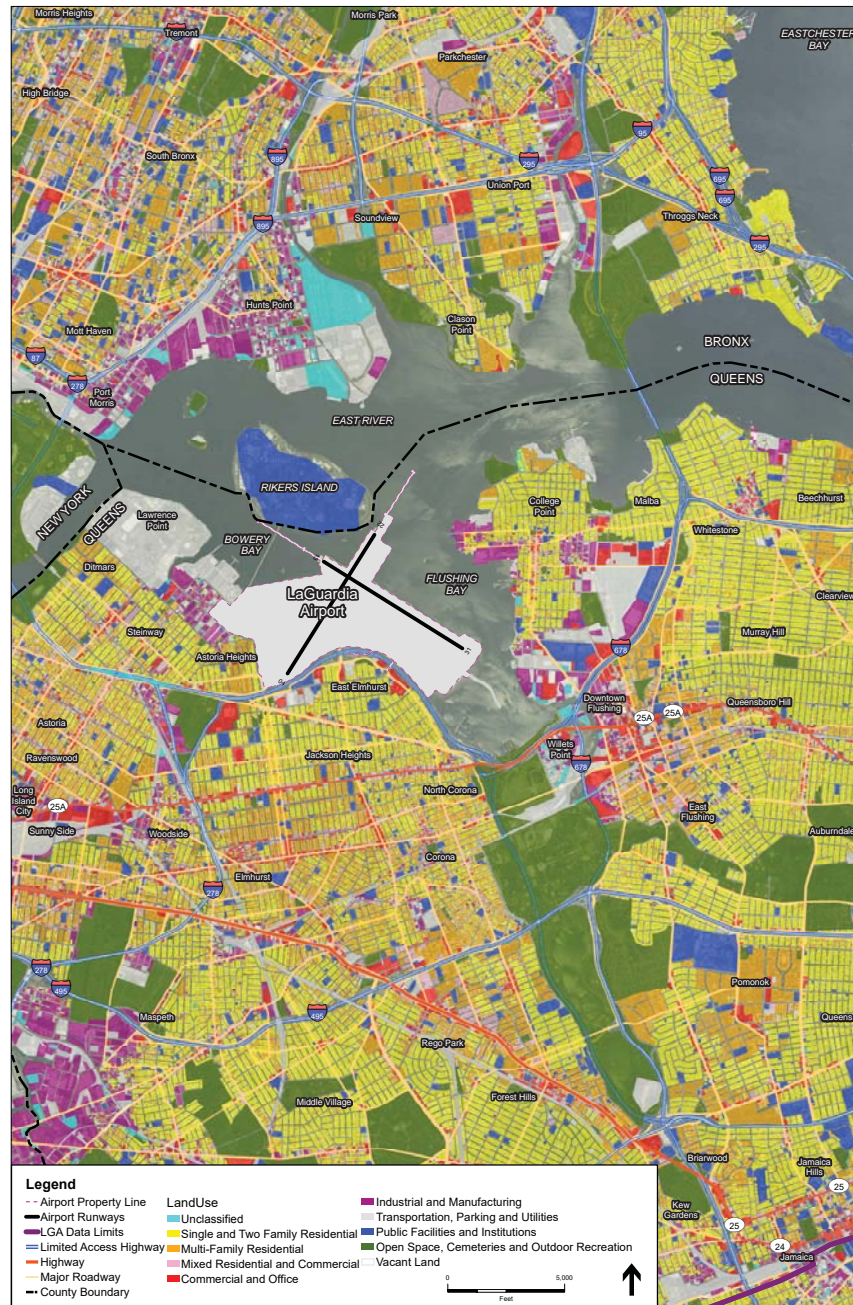 Morris Heights
Morris Park
EASTCHESTER
BAY
Tremont
Parkchester
High Bridge
95
South Bronx
895
295
Union Port
695
695
Soundview
Throggs Neck
895
295
Hunts Point
Clason
Point
Mott Haven
87
278
Port
Morris
BRONX
QUEENS
EAST RIVER
RIKERS ISLAND
NEW YORK
QUEENS
Lawrence
Point
College
Point
Malba
Beechhurst
Whitestone
BOWERY
BAY
22
13
Ditmars
FLUSHING
BAY
LaGuardia
Airport
Clearview
Steinway
Murray Hill
31
678
Astoria Heights
04
East Elmhurst
Downtown
Flushing
Queensboro Hill
25A
25A
Astoria
Jackson Heights
Willets
Point
Ravenswood
678
Long
Island
City
North Corona
25A
East
Flushing
Sunny Side
Woodside
Auburndale
Corona
Elmhurst
278
278
495
Pomonok
495
Maspeth
Queens
Rego Park
Middle Village
Forest Hills
Briarwood
Jamaica
Hills
25
Kew
Gardens
25
24
Jamaica
Legend
Airport Property Line
Airport Runways
LGA Data Limits
Limited Access Highway
Highway
Major Roadway
County Boundary
LandUse
Unclassified
Single and Two Family Residential
Multi-Family Residential
Mixed Residential and Commercial
Commercial and Office
Industrial and Manufacturing
Transportation, Parking and Utilities
Public Facilities and Institutions
Open Space, Cemeteries and Outdoor Recreation
Vacant Land
0
5,000
Feet